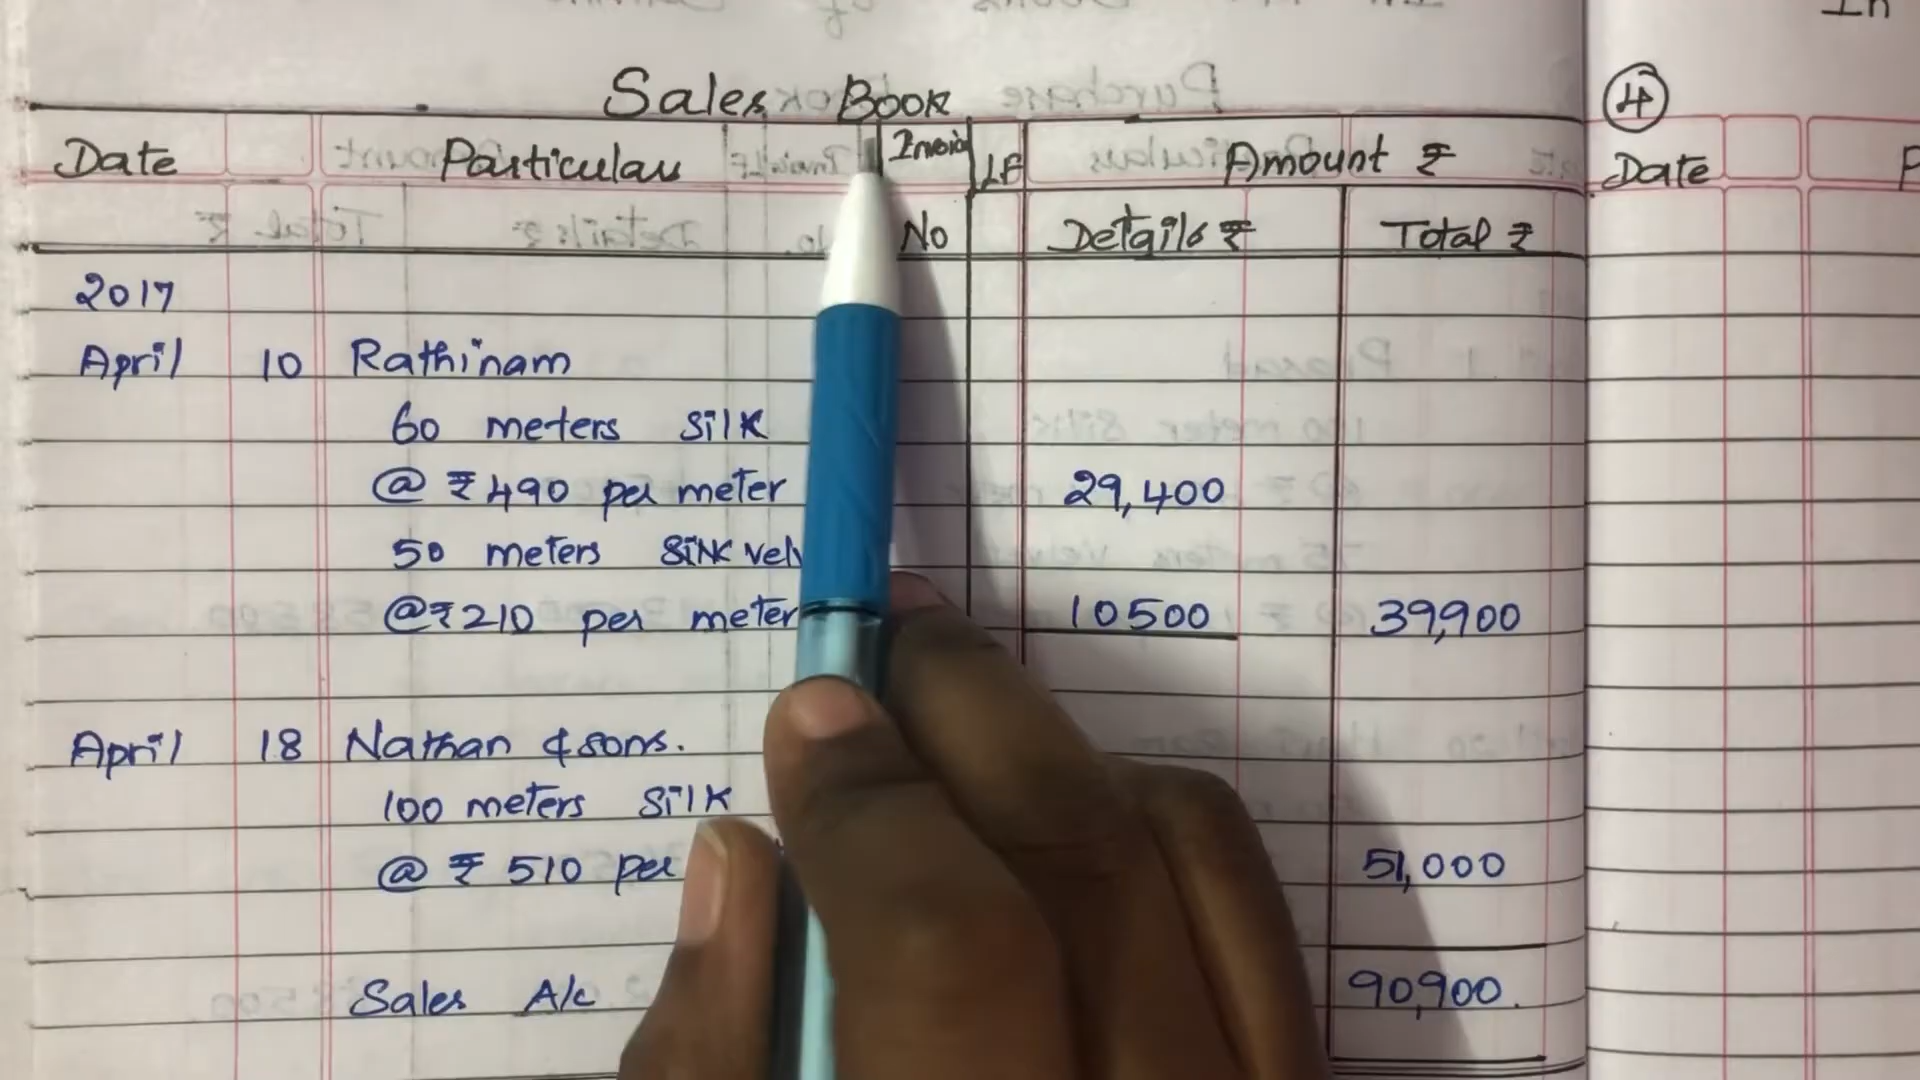 Sales Book
Date Particulars Invoice LF Amount ₹
No Details ₹ Total ₹
2017
April 10 Rathinam
60 meters Silk
@ ₹490 per meter 29,400
50 meters
@₹210 per meter 10500 39,900
April 18 Nathan & sons.
100 meters Silk
@ ₹ 510 per 51,000
Sales A/c 90,900.
4
Date